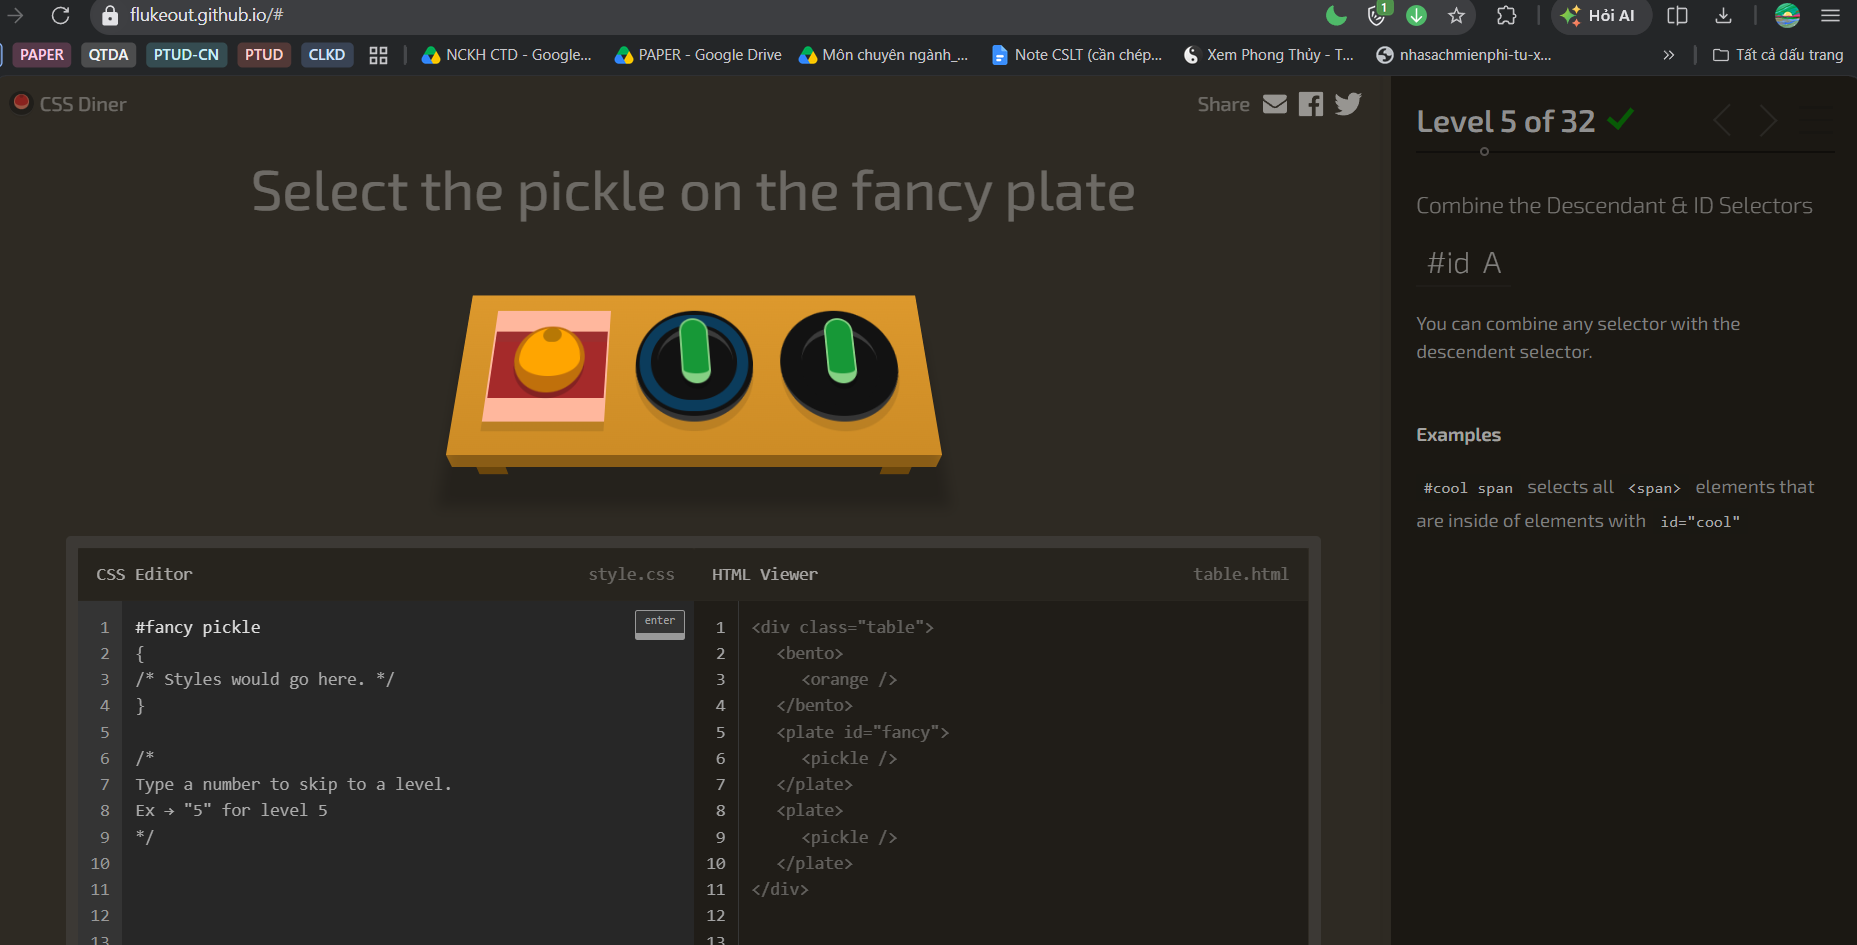 flukeout.github.io/#
1
Hỏi AI
PAPER
QTDA
PTUD-CN
PTUD
CLKD
NCKH CTD - Google...
PAPER - Google Drive
Môn chuyên ngành_...
Note CSLT (cần chép...
Xem Phong Thủy - T...
nhasachmienphi-tu-x...
»
Tất cả dấu trang
CSS Diner
Share
Select the pickle on the fancy plate
CSS Editor
style.css
1 #fancy pickle
enter
2 {
3 /* Styles would go here. */
4 }
5
6 /*
7 Type a number to skip to a level.
8 Ex → "5" for level 5
9 */
10
11
12
13
HTML Viewer
table.html
1 <div class="table">
2 <bento>
3 <orange />
4 </bento>
5 <plate id="fancy">
6 <pickle />
7 </plate>
8 <plate>
9 <pickle />
10 </plate>
11 </div>
12
13
Level 5 of 32
Combine the Descendant & ID Selectors
#id A
You can combine any selector with the
descendent selector.
Examples
#cool span selects all <span> elements that
are inside of elements with id="cool"